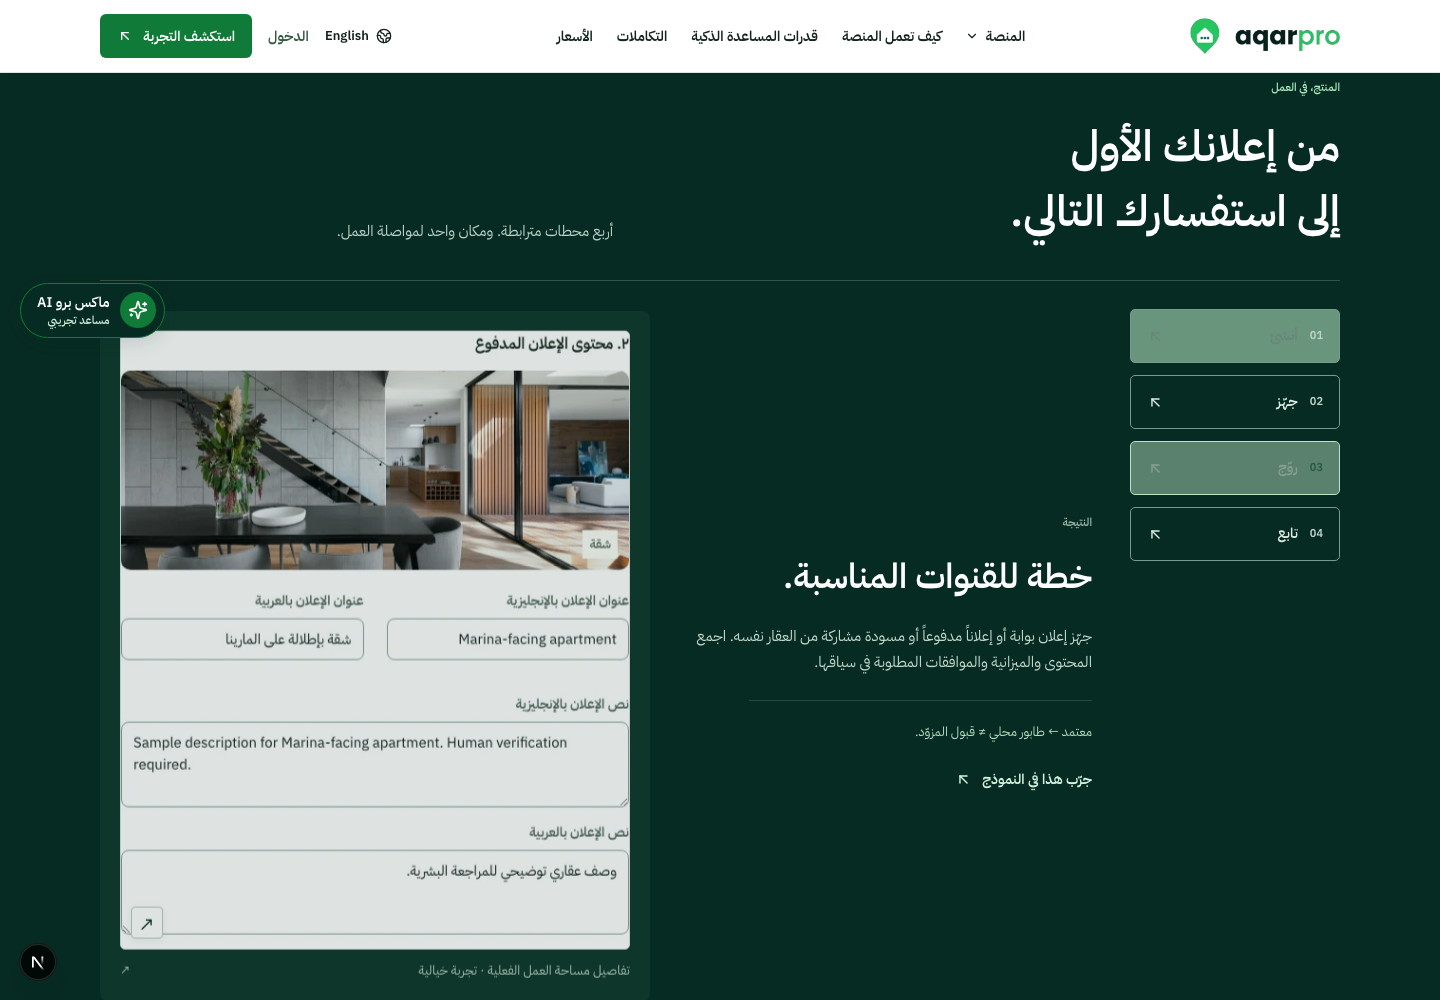 aqarpro
المنصة
كيف تعمل المنصة
قدرات المساعدة الذكية
التكاملات
الأسعار
English
الدخول
استكشف التجربة
المنتج، في العمل
من إعلانك الأول
إلى استفسارك التالي.
أربع محطات مترابطة. ومكان واحد لمواصلة العمل.
ماكس برو AI
مساعد تجريبي
01 أنشئ
02 جهّز
03 روّج
04 تابع
النتيجة
خطة للقنوات المناسبة.
جهّز إعلان بوابة أو إعلاناً مدفوعاً أو مسودة مشاركة من العقار نفسه. اجمع
المحتوى والميزانية والموافقات المطلوبة في سياقها.
معتمد ← طابور محلي ≠ قبول المزوّد.
جرّب هذا في النموذج
٢. محتوى الإعلان المدفوع
شقة
عنوان الإعلان بالإنجليزية
Marina-facing apartment
عنوان الإعلان بالعربية
شقة بإطلالة على المارينا
نص الإعلان بالإنجليزية
Sample description for Marina-facing apartment. Human verification
required.
نص الإعلان بالعربية
وصف عقاري توضيحي للمراجعة البشرية.
تفاصيل مساحة العمل الفعلية · تجربة خيالية
N